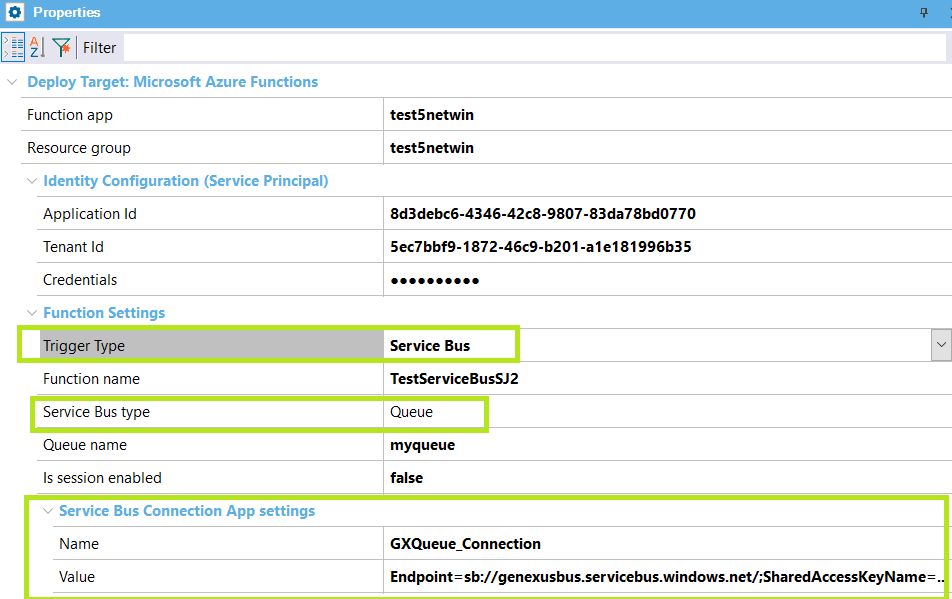 Properties
Filter
Deploy Target: Microsoft Azure Functions
Function app test5netwin
Resource group test5netwin
Identity Configuration (Service Principal)
Application Id 8d3debc6-4346-42c8-9807-83da78bd0770
Tenant Id 5ec7bbf9-1872-46c9-b201-a1e181996b35
Credentials ●●●●●●●●●●
Function Settings
Trigger Type Service Bus
Function name TestServiceBusSJ2
Service Bus type Queue
Queue name myqueue
Is session enabled false
Service Bus Connection App settings
Name GXQueue_Connection
Value Endpoint=sb://genexusbus.servicebus.windows.net/;SharedAccessKeyName=...